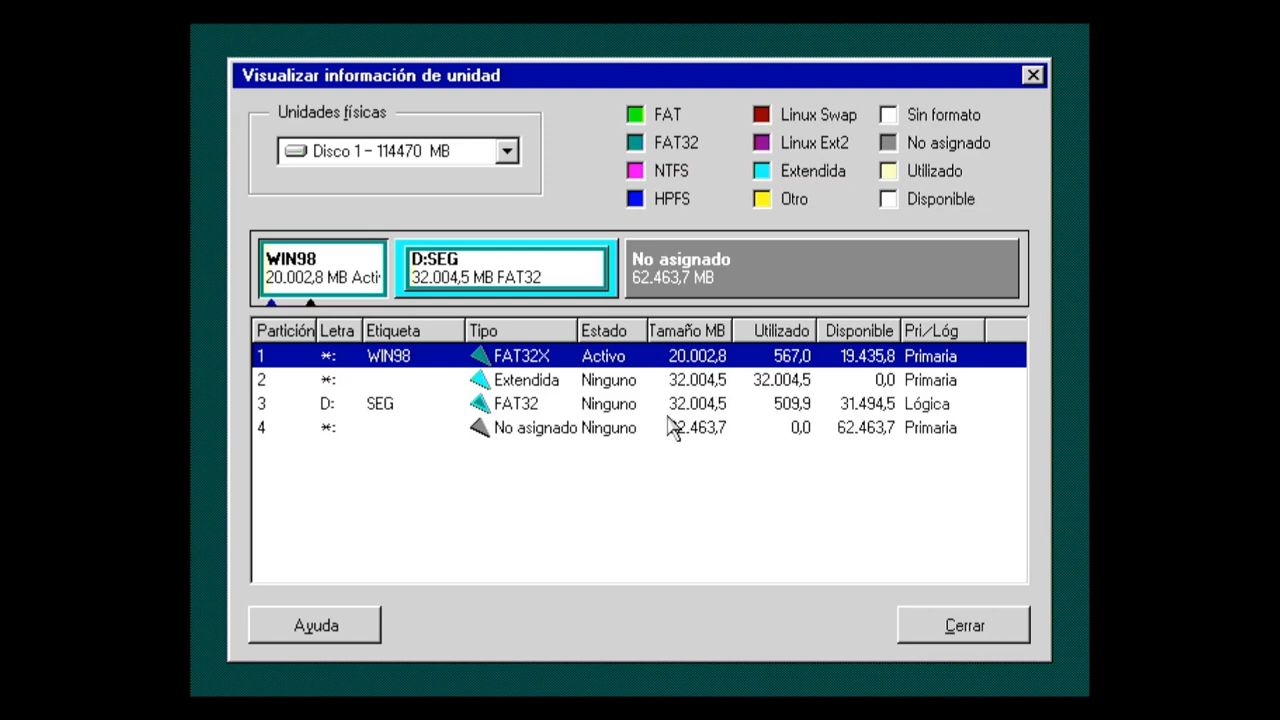 Visualizar información de unidad
Unidades físicas
Disco 1 - 114470 MB
FAT Linux Swap Sin formato
FAT32 Linux Ext2 No asignado
NTFS Extendida Utilizado
HPFS Otro Disponible
WIN98 D:SEG No asignado
20.002,8 MB Acti 32.004,5 MB FAT32 62.463,7 MB
Partición Letra Etiqueta Tipo Estado Tamaño MB Utilizado Disponible Pri/Lóg
1 *: WIN98 FAT32X Activo 20.002,8 567,0 19.435,8 Primaria
2 *: Extendida Ninguno 32.004,5 32.004,5 0,0 Primaria
3 D: SEG FAT32 Ninguno 32.004,5 509,9 31.494,5 Lógica
4 *: No asignado Ninguno 62.463,7 0,0 62.463,7 Primaria
Ayuda Cerrar